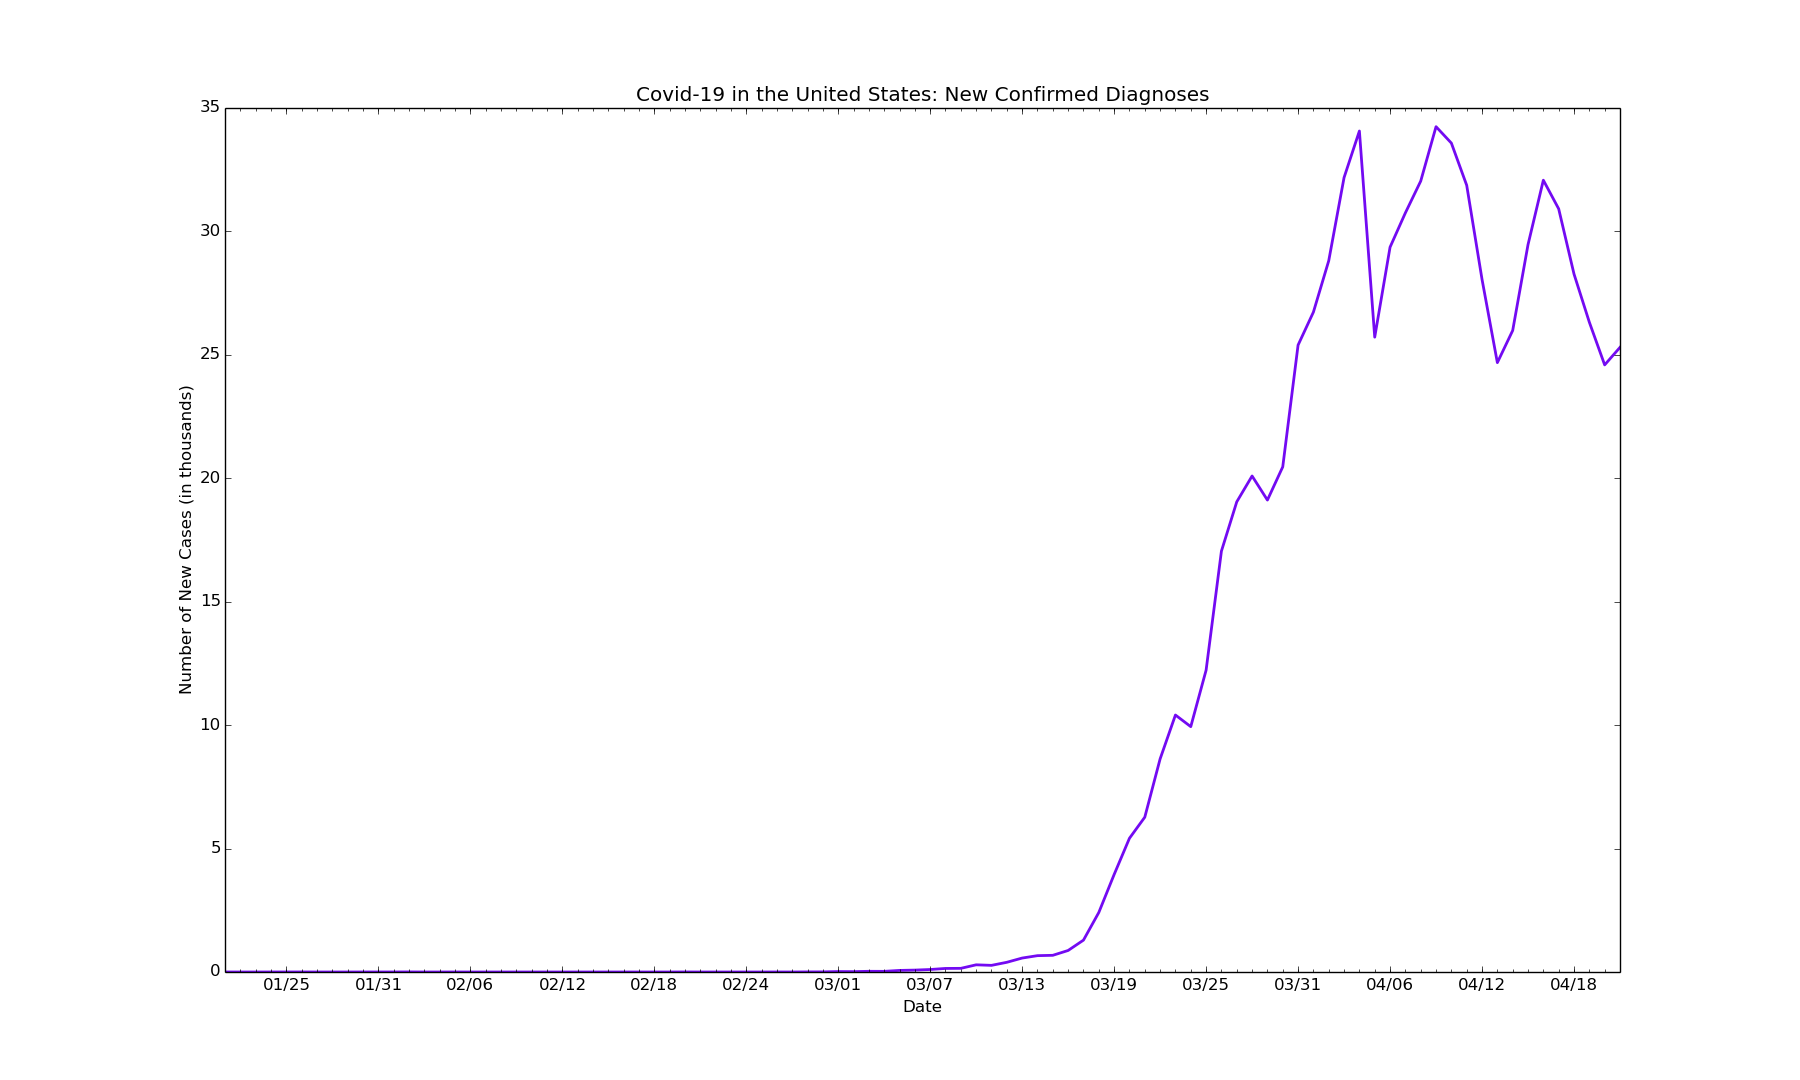 Covid-19 in the United States: New Confirmed Diagnoses
35
30
25
20
15
10
5
0
Number of New Cases (in thousands)
01/25 01/31 02/06 02/12 02/18 02/24 03/01 03/07 03/13 03/19 03/25 03/31 04/06 04/12 04/18
Date